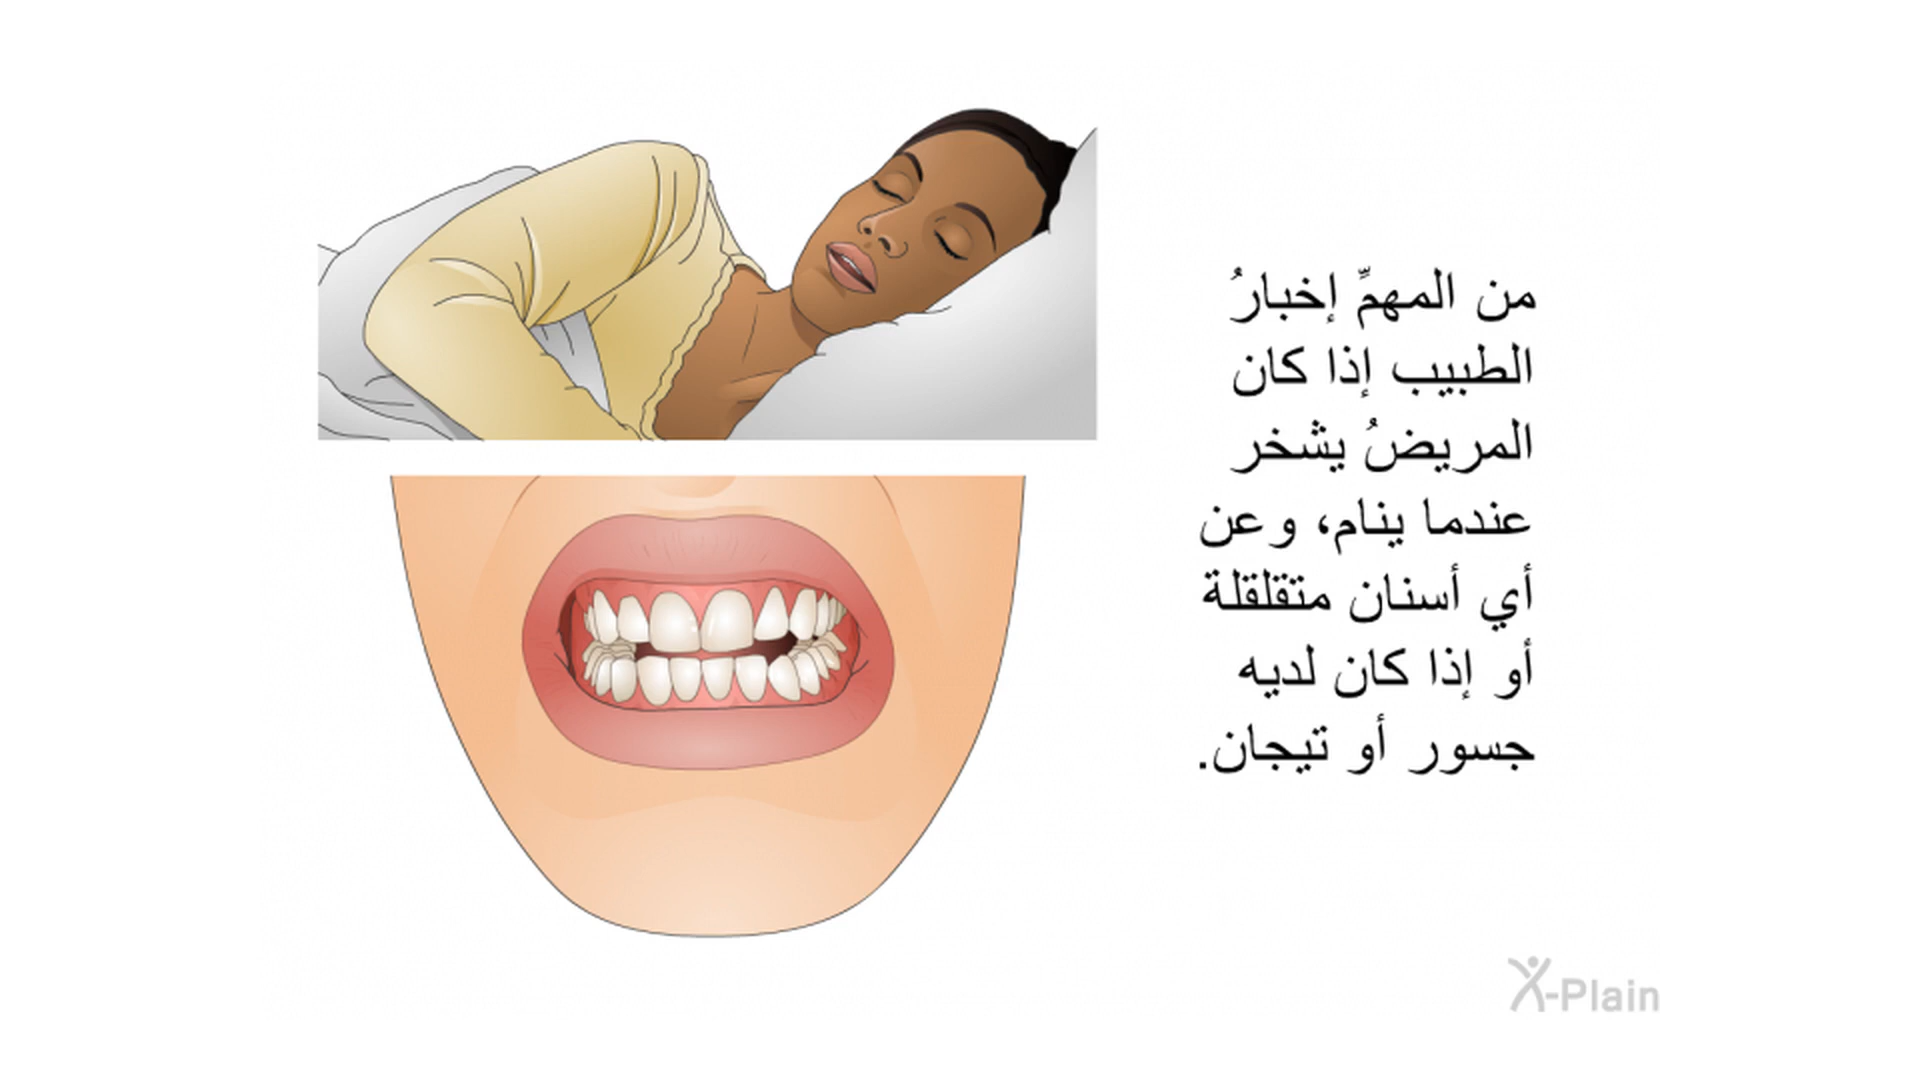 من المهمِّ إخبارُ
الطبيب إذا كان
المريضُ يشخر
عندما ينام، وعن
أي أسنان متقلقلة
أو إذا كان لديه
جسور أو تيجان.
X-Plain